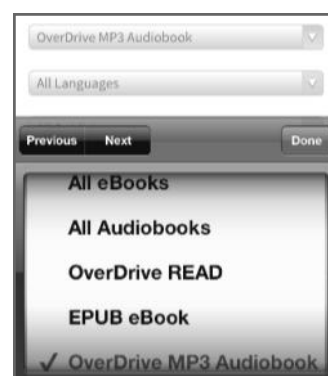 OverDrive MP3 Audiobook
All Languages
Previous Next Done
All eBooks
All Audiobooks
OverDrive READ
EPUB eBook
✓ OverDrive MP3 Audiobook